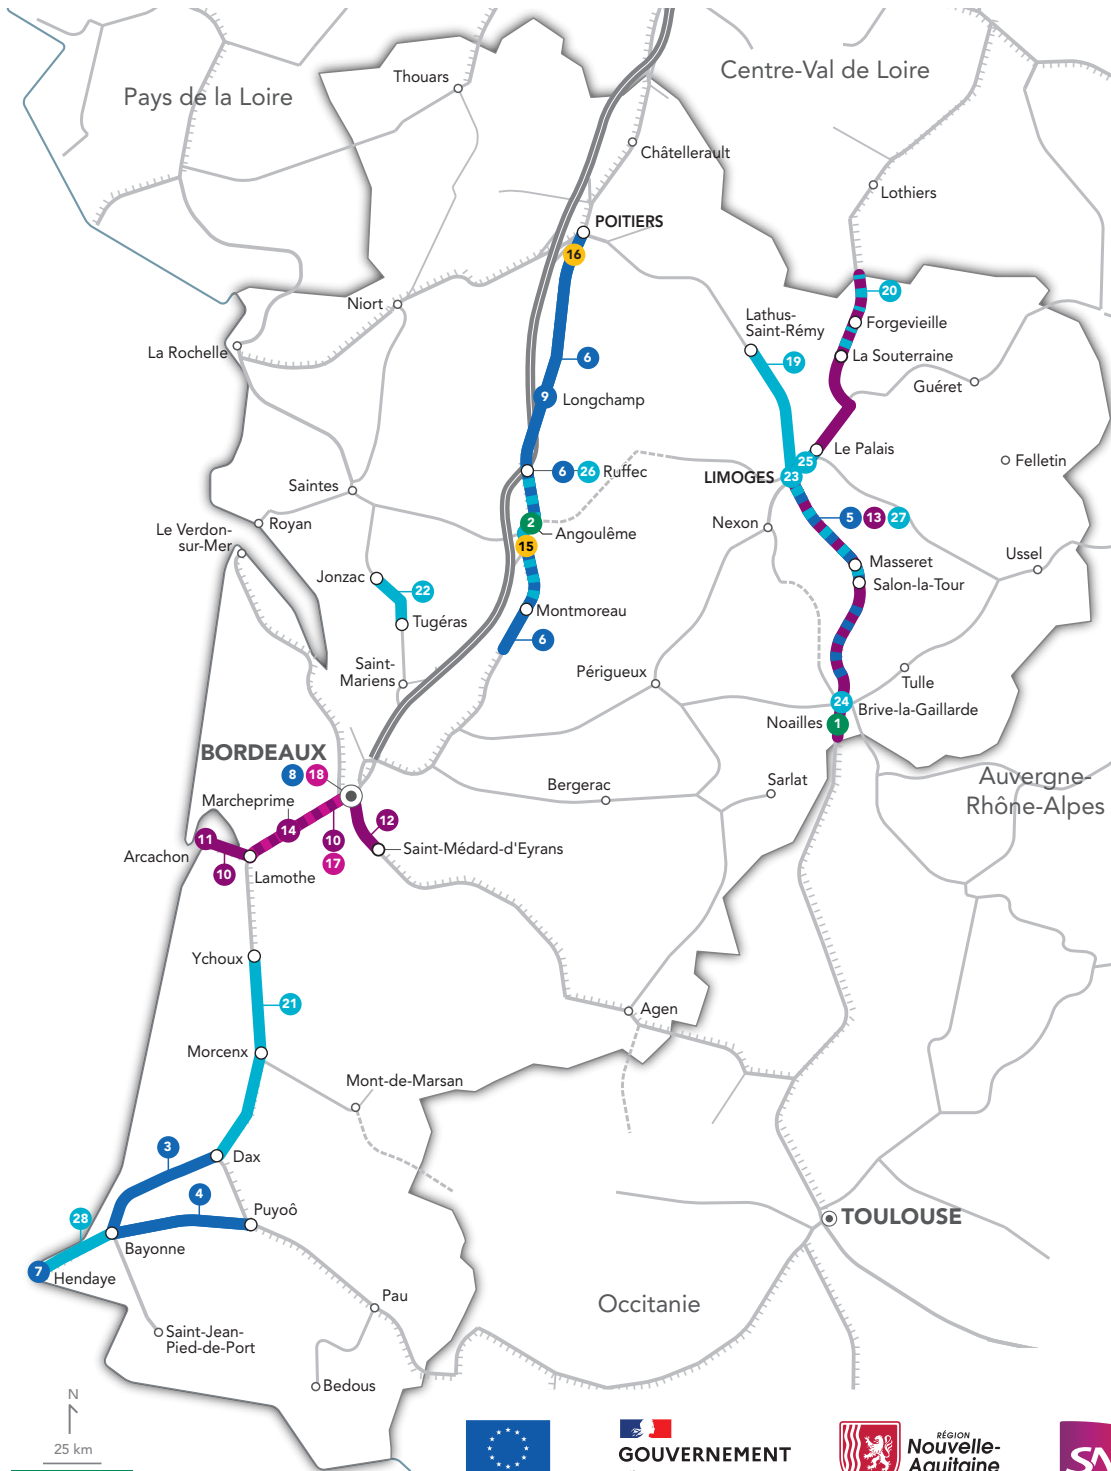 Thouars
Centre-Val de Loire
Pays de la Loire
Châtellerault
Lothiers
POITIERS
16
20
Niort
Lathus-
Saint-Rémy
Forgevieille
La Rochelle
6
19
La Souterraine
Guéret
9
Longchamp
Le Palais
25
Felletin
6
26
Ruffec
LIMOGES
23
Saintes
Le Verdon-
sur-Mer
Royan
2
Angoulême
Nexon
5
13
27
15
Ussel
Masseret
Salon-la-Tour
Jonzac
22
Tugéras
Montmoreau
6
Saint-
Mariens
Périgueux
Tulle
24
Brive-la-Gaillarde
Noailles
1
BORDEAUX
8
18
Auvergne-
Rhône-Alpes
Sarlat
Bergerac
Marcheprime
12
14
11
10
17
Saint-Médard-d'Eyrans
Arcachon
10
Lamothe
Ychoux
21
Agen
Morcenx
Mont-de-Marsan
3
Dax
4
Puyoô
28
TOULOUSE
Bayonne
7
Hendaye
Pau
Occitanie
Saint-Jean-
Pied-de-Port
Bedous
N
25 km
GOUVERNEMENT
RÉGION
Nouvelle-
Aquitaine